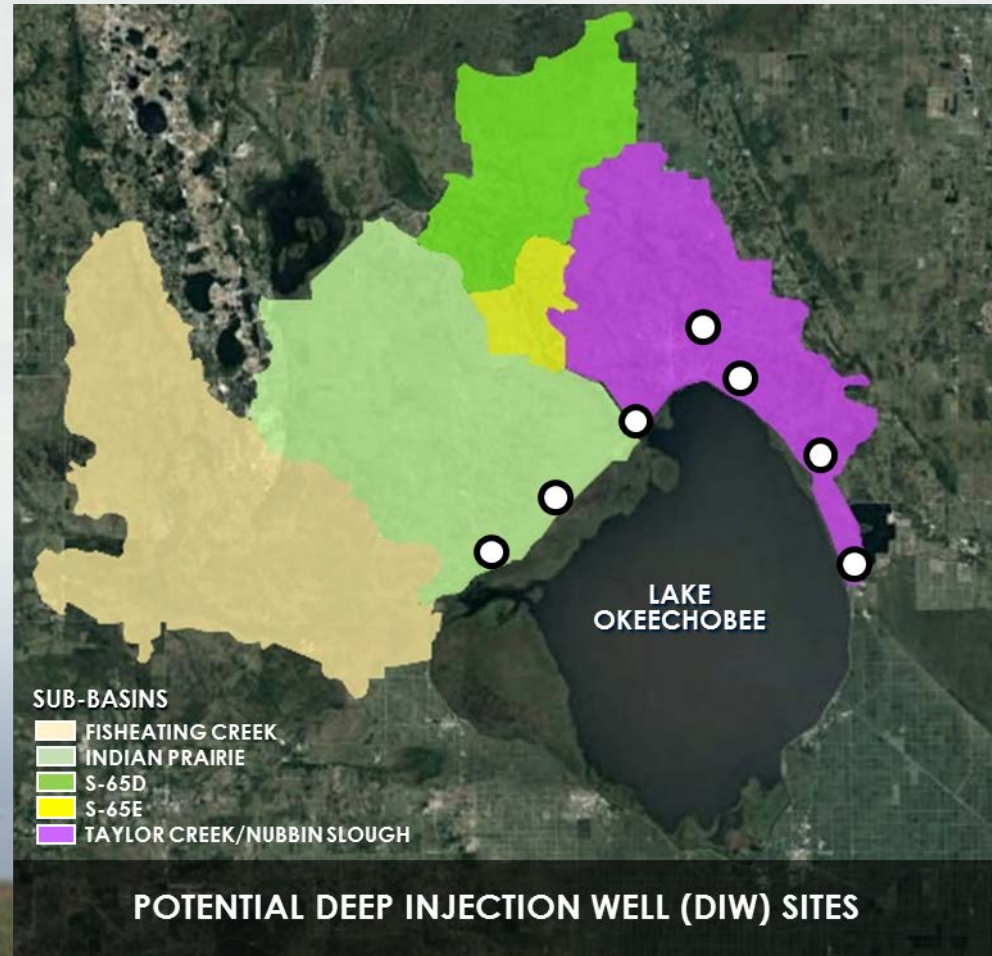 LAKE
OKEECHOBEE
SUB-BASINS
FISHEATING CREEK
INDIAN PRAIRIE
S-65D
S-65E
TAYLOR CREEK/NUBBIN SLOUGH
POTENTIAL DEEP INJECTION WELL (DIW) SITES